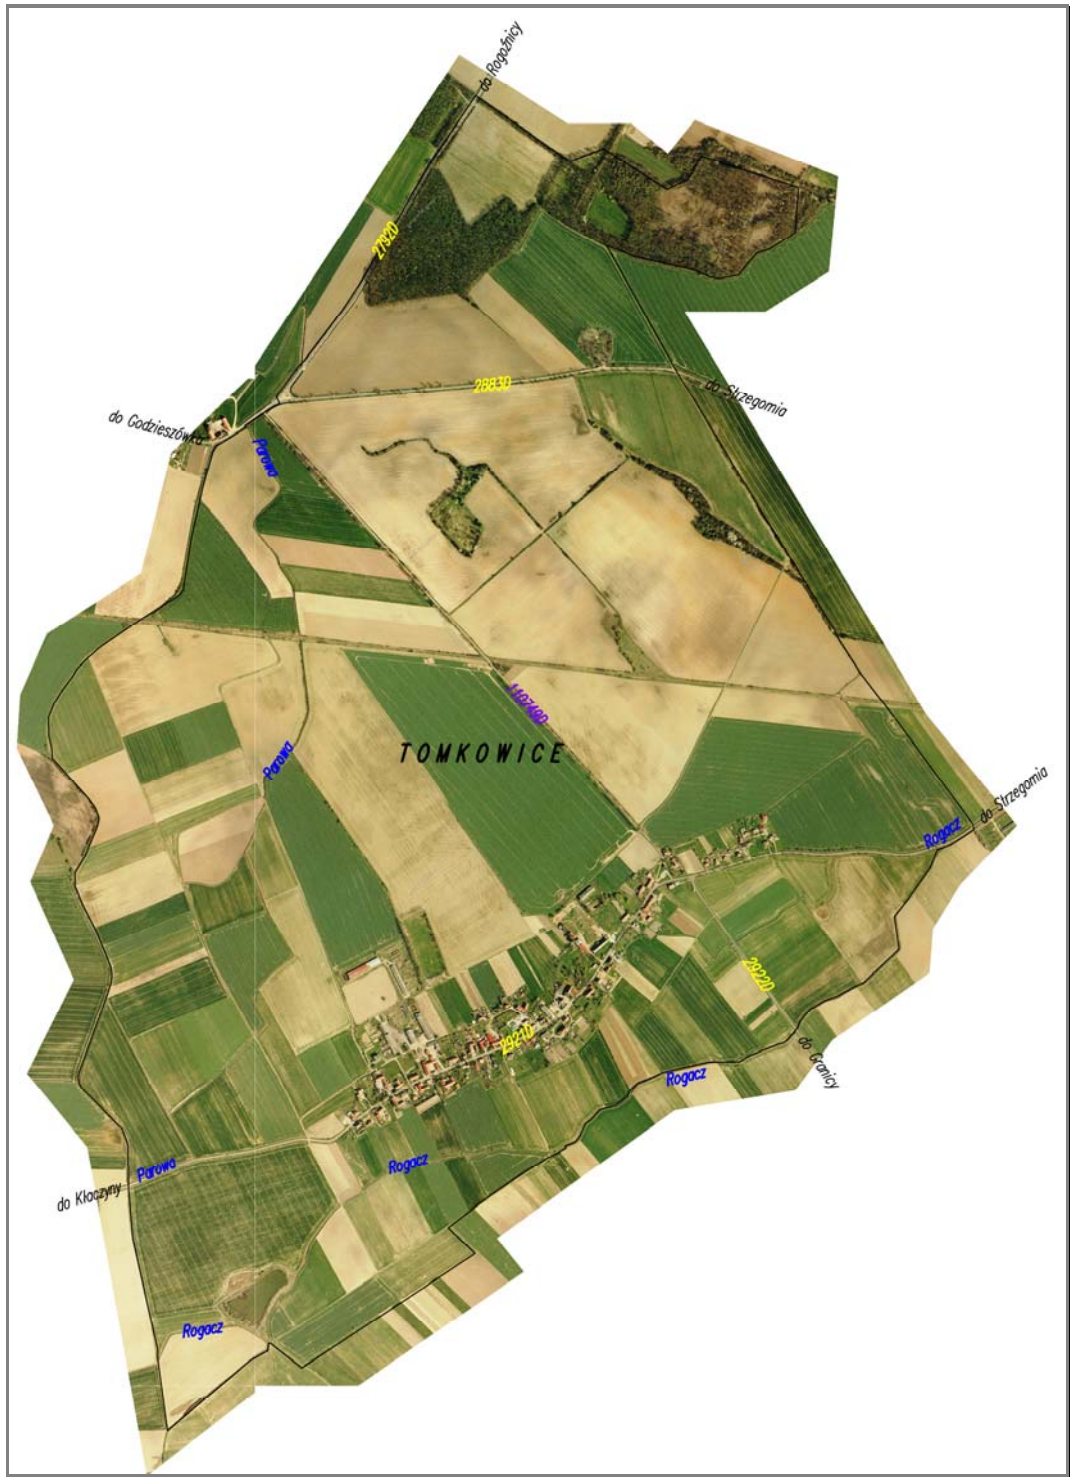 do Rogoźnicy
2792D
2883D
do Strzegomia
do Godzieszówka
Parowa
110749D
TOMKOWICE
Parowa
do Strzegomia
Rogacz
2922D
2921D
do Granicy
Rogacz
Rogacz
Parowa
do Kłaczyny
Rogacz